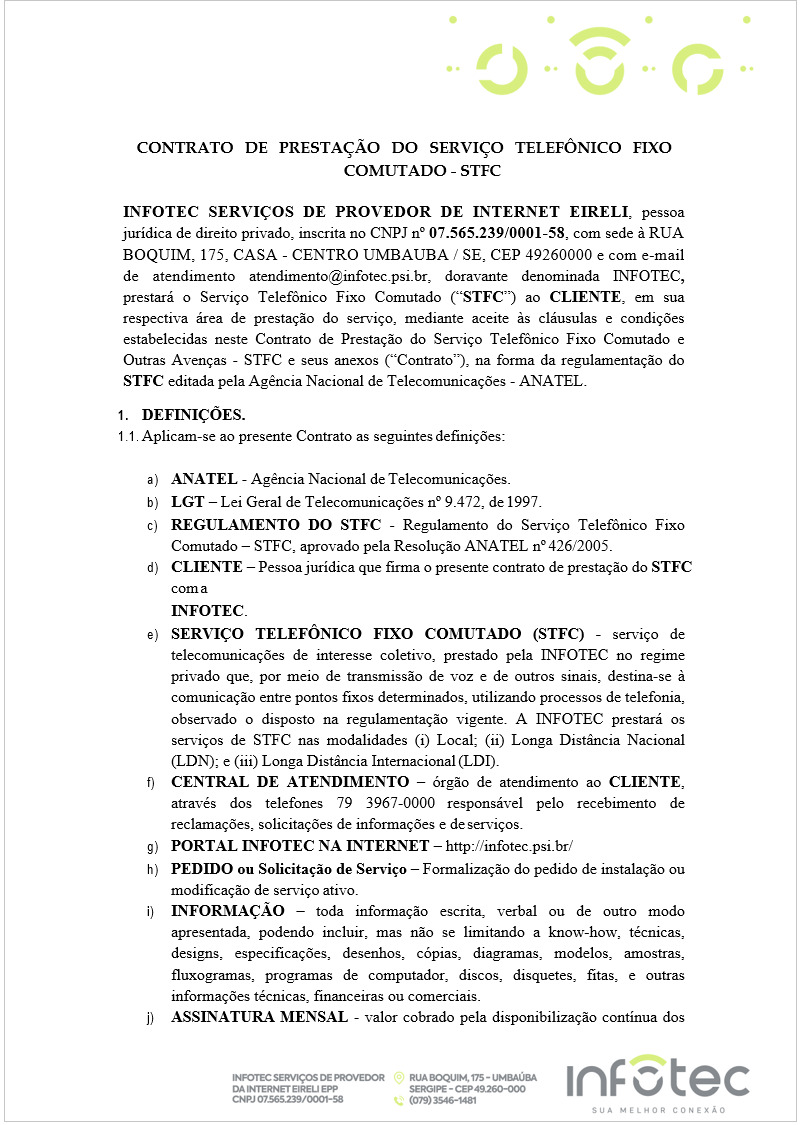 CONTRATO DE PRESTAÇÃO DO SERVIÇO TELEFÔNICO FIXO
COMUTADO - STFC
INFOTEC SERVIÇOS DE PROVEDOR DE INTERNET EIRELI, pessoa
jurídica de direito privado, inscrita no CNPJ nº 07.565.239/0001-58, com sede à RUA
BOQUIM, 175, CASA - CENTRO UMBAUBA / SE, CEP 49260000 e com e-mail
de atendimento atendimento@infotec.psi.br, doravante denominada INFOTEC,
prestará o Serviço Telefônico Fixo Comutado (“STFC”) ao CLIENTE, em sua
respectiva área de prestação do serviço, mediante aceite às cláusulas e condições
estabelecidas neste Contrato de Prestação do Serviço Telefônico Fixo Comutado e
Outras Avenças - STFC e seus anexos (“Contrato”), na forma da regulamentação do
STFC editada pela Agência Nacional de Telecomunicações - ANATEL.
1. DEFINIÇÕES.
1.1. Aplicam-se ao presente Contrato as seguintes definições:
a) ANATEL - Agência Nacional de Telecomunicações.
b) LGT – Lei Geral de Telecomunicações nº 9.472, de 1997.
c) REGULAMENTO DO STFC - Regulamento do Serviço Telefônico Fixo
Comutado – STFC, aprovado pela Resolução ANATEL nº 426/2005.
d) CLIENTE – Pessoa jurídica que firma o presente contrato de prestação do STFC
com a
INFOTEC.
e) SERVIÇO TELEFÔNICO FIXO COMUTADO (STFC) - serviço de
telecomunicações de interesse coletivo, prestado pela INFOTEC no regime
privado que, por meio de transmissão de voz e de outros sinais, destina-se à
comunicação entre pontos fixos determinados, utilizando processos de telefonia,
observado o disposto na regulamentação vigente. A INFOTEC prestará os
serviços de STFC nas modalidades (i) Local; (ii) Longa Distância Nacional
(LDN); e (iii) Longa Distância Internacional (LDI).
f) CENTRAL DE ATENDIMENTO – órgão de atendimento ao CLIENTE,
através dos telefones 79 3967-0000 responsável pelo recebimento de
reclamações, solicitações de informações e de serviços.
g) PORTAL INFOTEC NA INTERNET – http://infotec.psi.br/
h) PEDIDO ou Solicitação de Serviço – Formalização do pedido de instalação ou
modificação de serviço ativo.
i) INFORMAÇÃO – toda informação escrita, verbal ou de outro modo
apresentada, podendo incluir, mas não se limitando a know-how, técnicas,
designs, especificações, desenhos, cópias, diagramas, modelos, amostras,
fluxogramas, programas de computador, discos, disquetes, fitas, e outras
informações técnicas, financeiras ou comerciais.
j) ASSINATURA MENSAL - valor cobrado pela disponibilização contínua dos
INFOTEC SERVIÇOS DE PROVEDOR
DA INTERNET EIRELI EPP
CNPJ 07.565.239/0001-58
RUA BOQUIM, 175 - UMBAÚBA
SERGIPE - CEP 49.260-000
(079) 3546-1481
infotec
SUA MELHOR CONEXÃO